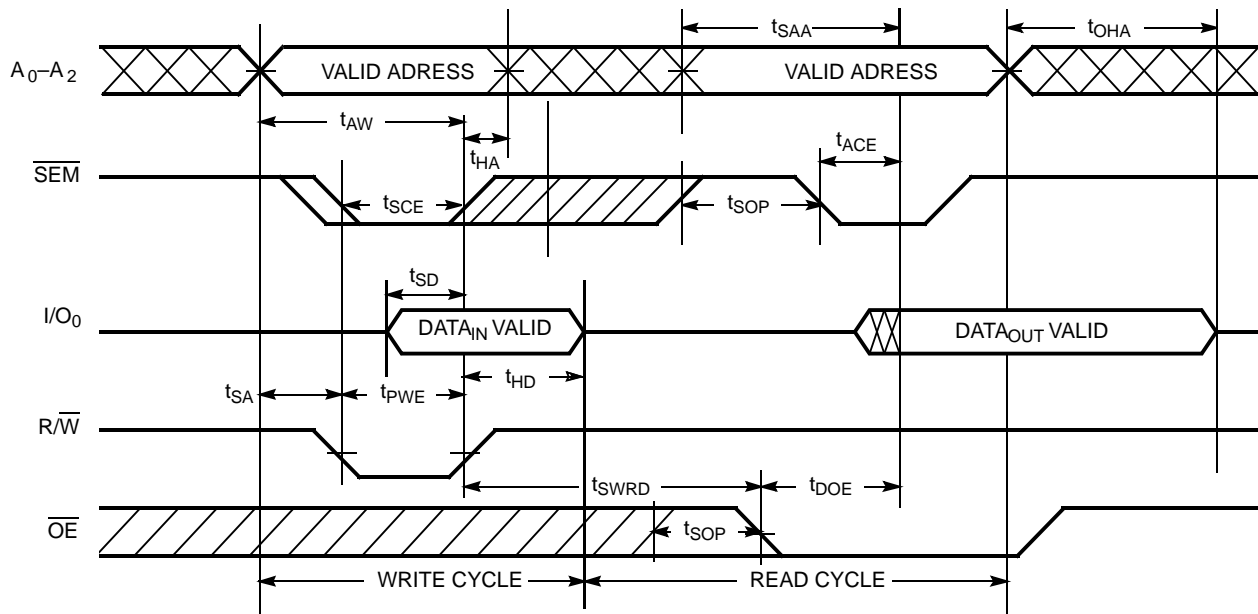 tSAA
tOHA
A0–A2
VALID ADRESS
VALID ADRESS
tAW
tHA
tACE
SEM
tSCE
tSOP
tSD
I/O0
DATAIN VALID
DATAOUT VALID
tSA
tPWE
tHD
R/W
tSWRD
tDOE
OE
tSOP
WRITE CYCLE
READ CYCLE